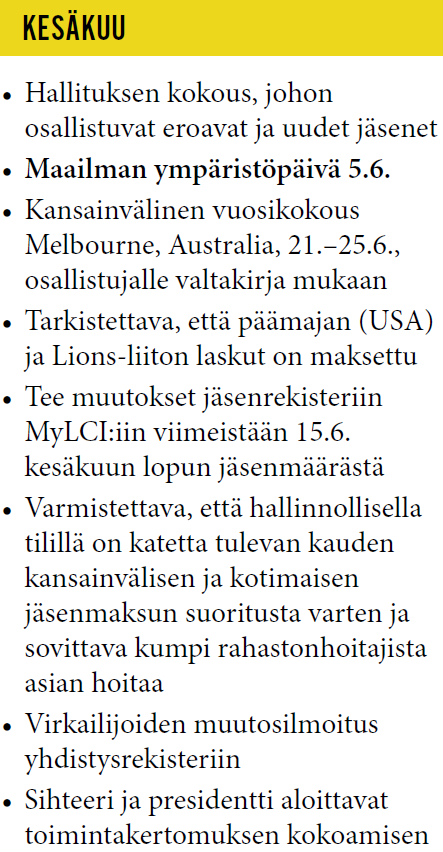 KESÄKUU
• Hallituksen kokous, johon
osallistuvat eroavat ja uudet jäsenet
• Maailman ympäristöpäivä 5.6.
• Kansainvälinen vuosikokous
Melbourne, Australia, 21.–25.6.,
osallistujalle valtakirja mukaan
• Tarkistettava, että päämajan (USA)
ja Lions-liiton laskut on maksettu
• Tee muutokset jäsenrekisteriin
MyLCI:iin viimeistään 15.6.
kesäkuun lopun jäsenmäärästä
• Varmistettava, että hallinnollisella
tilillä on katetta tulevan kauden
kansainvälisen ja kotimaisen
jäsenmaksun suoritusta varten ja
sovittava kumpi rahastonhoitajista
asian hoitaa
• Virkailijoiden muutosilmoitus
yhdistysrekisteriin
• Sihteeri ja presidentti aloittavat
toimintakertomuksen kokoamisen